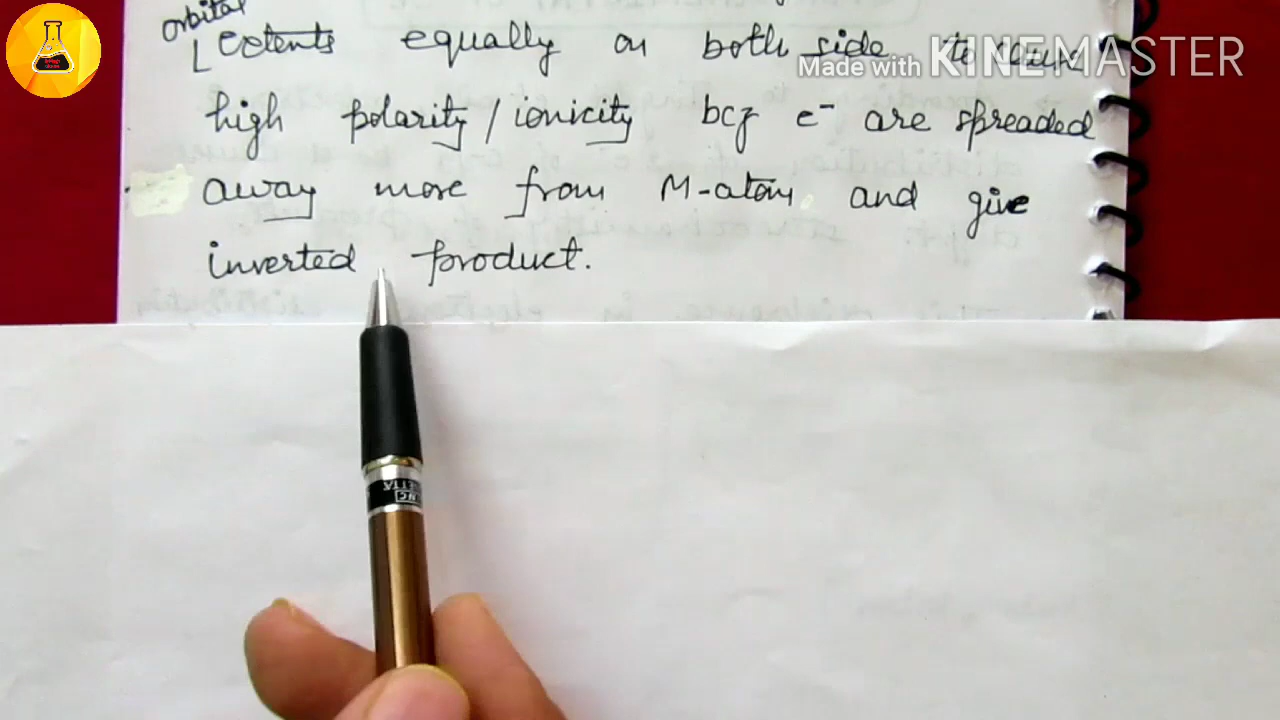 orbital
extents equally on both side to
Made with KINEMASTER
high polarity / ionicity bcz e⁻ are spreaded
away more from M-atom and give
inverted product.